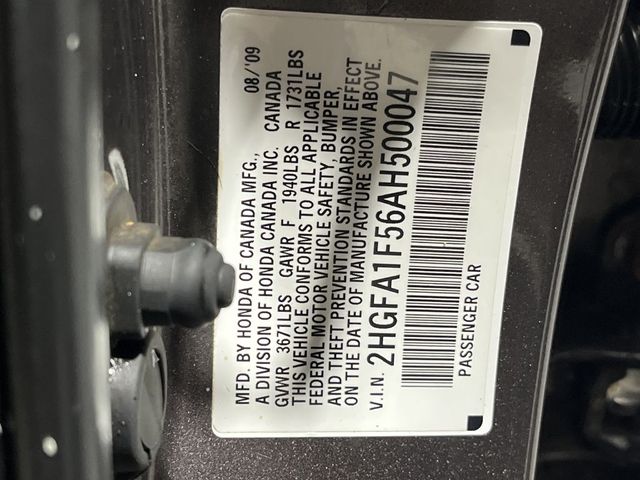 MFD. BY HONDA OF CANADA MFG., 08/'09
A DIVISION OF HONDA CANADA INC. CANADA
GVWR 3671LBS GAWR F 1940LBS R 1731LBS
THIS VEHICLE CONFORMS TO ALL APPLICABLE
FEDERAL MOTOR VEHICLE SAFETY, BUMPER,
AND THEFT PREVENTION STANDARDS IN EFFECT
ON THE DATE OF MANUFACTURE SHOWN ABOVE.
V.I.N. 2HGFA1F56AH500047
PASSENGER CAR